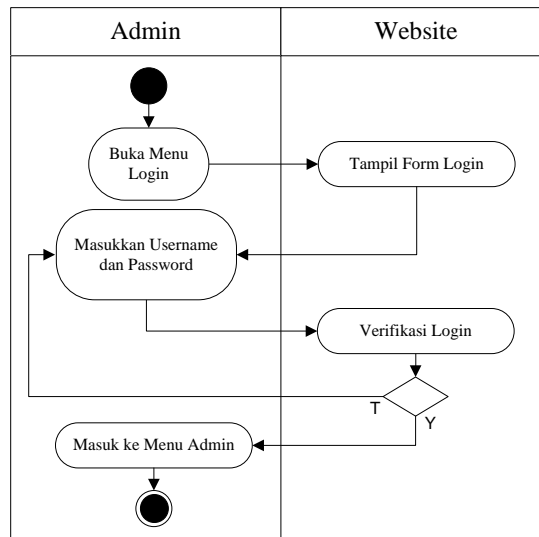 Admin
Website
Buka Menu
Login
Tampil Form Login
Masukkan Username
dan Password
Verifikasi Login
T
Y
Masuk ke Menu Admin